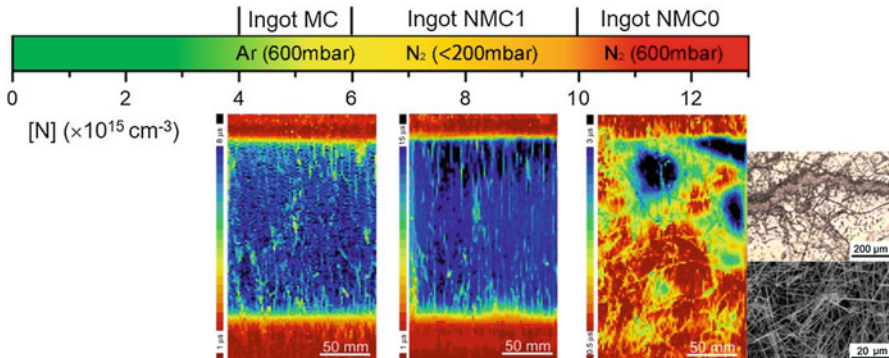 Ingot MC Ingot NMC1 Ingot NMC0
Ar (600mbar) N₂ (<200mbar) N₂ (600mbar)
0 2 4 6 8 10 12
[N] (×10¹⁵ cm⁻³)
8 µs 15 µs 3 µs
200 µm
1 µs 1 µs 0.5 µs
50 mm 50 mm 50 mm 20 µm